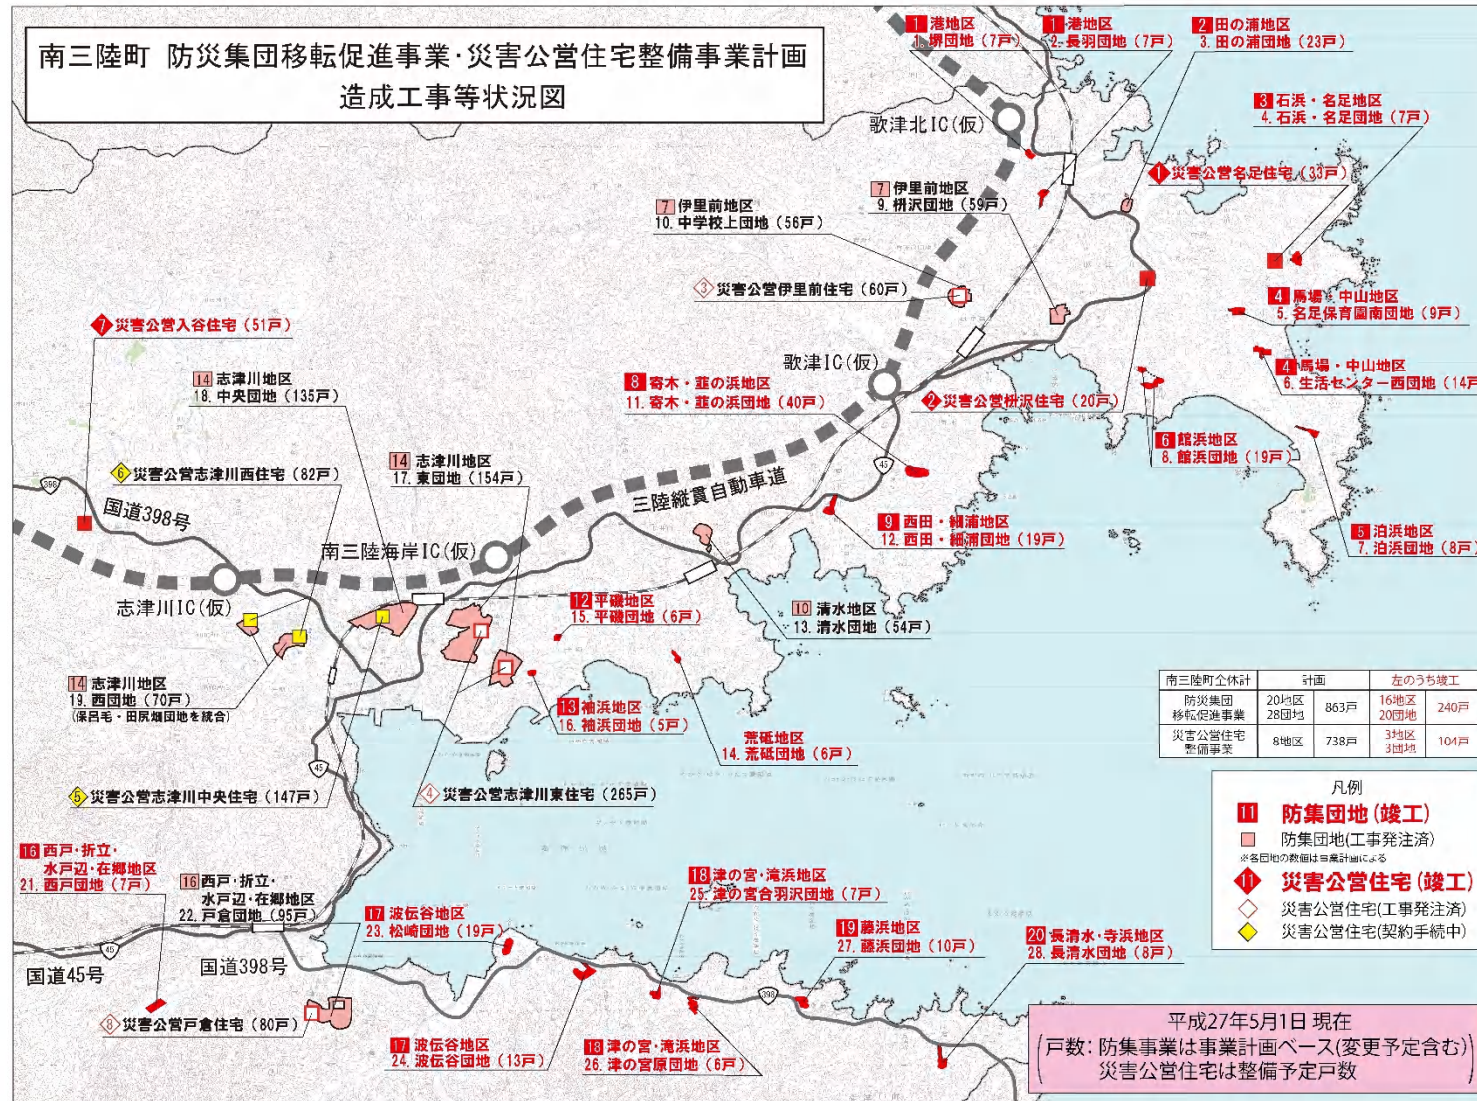 南三陸町 防災集団移転促進事業・災害公営住宅整備事業計画
造成工事等状況図
1 港地区
1. 堺団地(7戸)
1 港地区
2. 長羽団地(7戸)
2 田の浦地区
3. 田の浦団地(23戸)
3 石浜・名足地区
4. 石浜・名足団地(7戸)
歌津北IC(仮)
1 災害公営名足住宅(33戸)
7 伊里前地区
9. 枡沢団地(59戸)
7 伊里前地区
10. 中学校上団地(56戸)
3 災害公営伊里前住宅(60戸)
4 馬場・中山地区
5. 名足保育園南団地(9戸)
7 災害公営入谷住宅(51戸)
歌津IC(仮)
4 馬場・中山地区
6. 生活センター西団地(14戸
14 志津川地区
18. 中央団地(135戸)
8 寄木・韮の浜地区
11. 寄木・韮の浜団地(40戸)
2 災害公営枡沢住宅(20戸)
6 館浜地区
8. 館浜団地(19戸)
14 志津川地区
17. 東団地(154戸)
6 災害公営志津川西住宅(82戸)
45
398
国道398号
三陸縦貫自動車道
9 西田・細浦地区
12. 西田・細浦団地(19戸)
5 泊浜地区
7. 泊浜団地(8戸)
南三陸海岸IC(仮)
志津川IC(仮)
12 平磯地区
15. 平磯団地(6戸)
10 清水地区
13. 清水団地(54戸)
14 志津川地区
19. 西団地(70戸)
(保呂毛・田尻畑団地を統合)
13 袖浜地区
16. 袖浜団地(5戸)
荒砥地区
14. 荒砥団地(6戸)
南三陸町全体計 計画 左のうち竣工
防災集団移転促進事業 20地区28団地 863戸 16地区20団地 240戸
災害公営住宅整備事業 8地区 738戸 3地区3団地 104戸
45
5 災害公営志津川中央住宅(147戸)
4 災害公営志津川東住宅(265戸)
凡例
11 防集団地(竣工)
防集団地(工事発注済)
※各団地の数値は事業計画による
11 災害公営住宅(竣工)
災害公営住宅(工事発注済)
災害公営住宅(契約手続中)
16 西戸・折立・
水戸辺・在郷地区
21. 西戸団地(7戸)
16 西戸・折立・
水戸辺・在郷地区
22. 戸倉団地(95戸)
17 波伝谷地区
23. 松崎団地(19戸)
18 津の宮・滝浜地区
25. 津の宮合羽沢団地(7戸)
19 藤浜地区
27. 藤浜団地(10戸)
20 長清水・寺浜地区
28. 長清水団地(8戸)
45
国道45号
国道398号
398
8 災害公営戸倉住宅(80戸)
17 波伝谷地区
24. 波伝谷団地(13戸)
18 津の宮・滝浜地区
26. 津の宮原団地(6戸)
平成27年5月1日 現在
(戸数：防集事業は事業計画ベース(変更予定含む)
災害公営住宅は整備予定戸数)